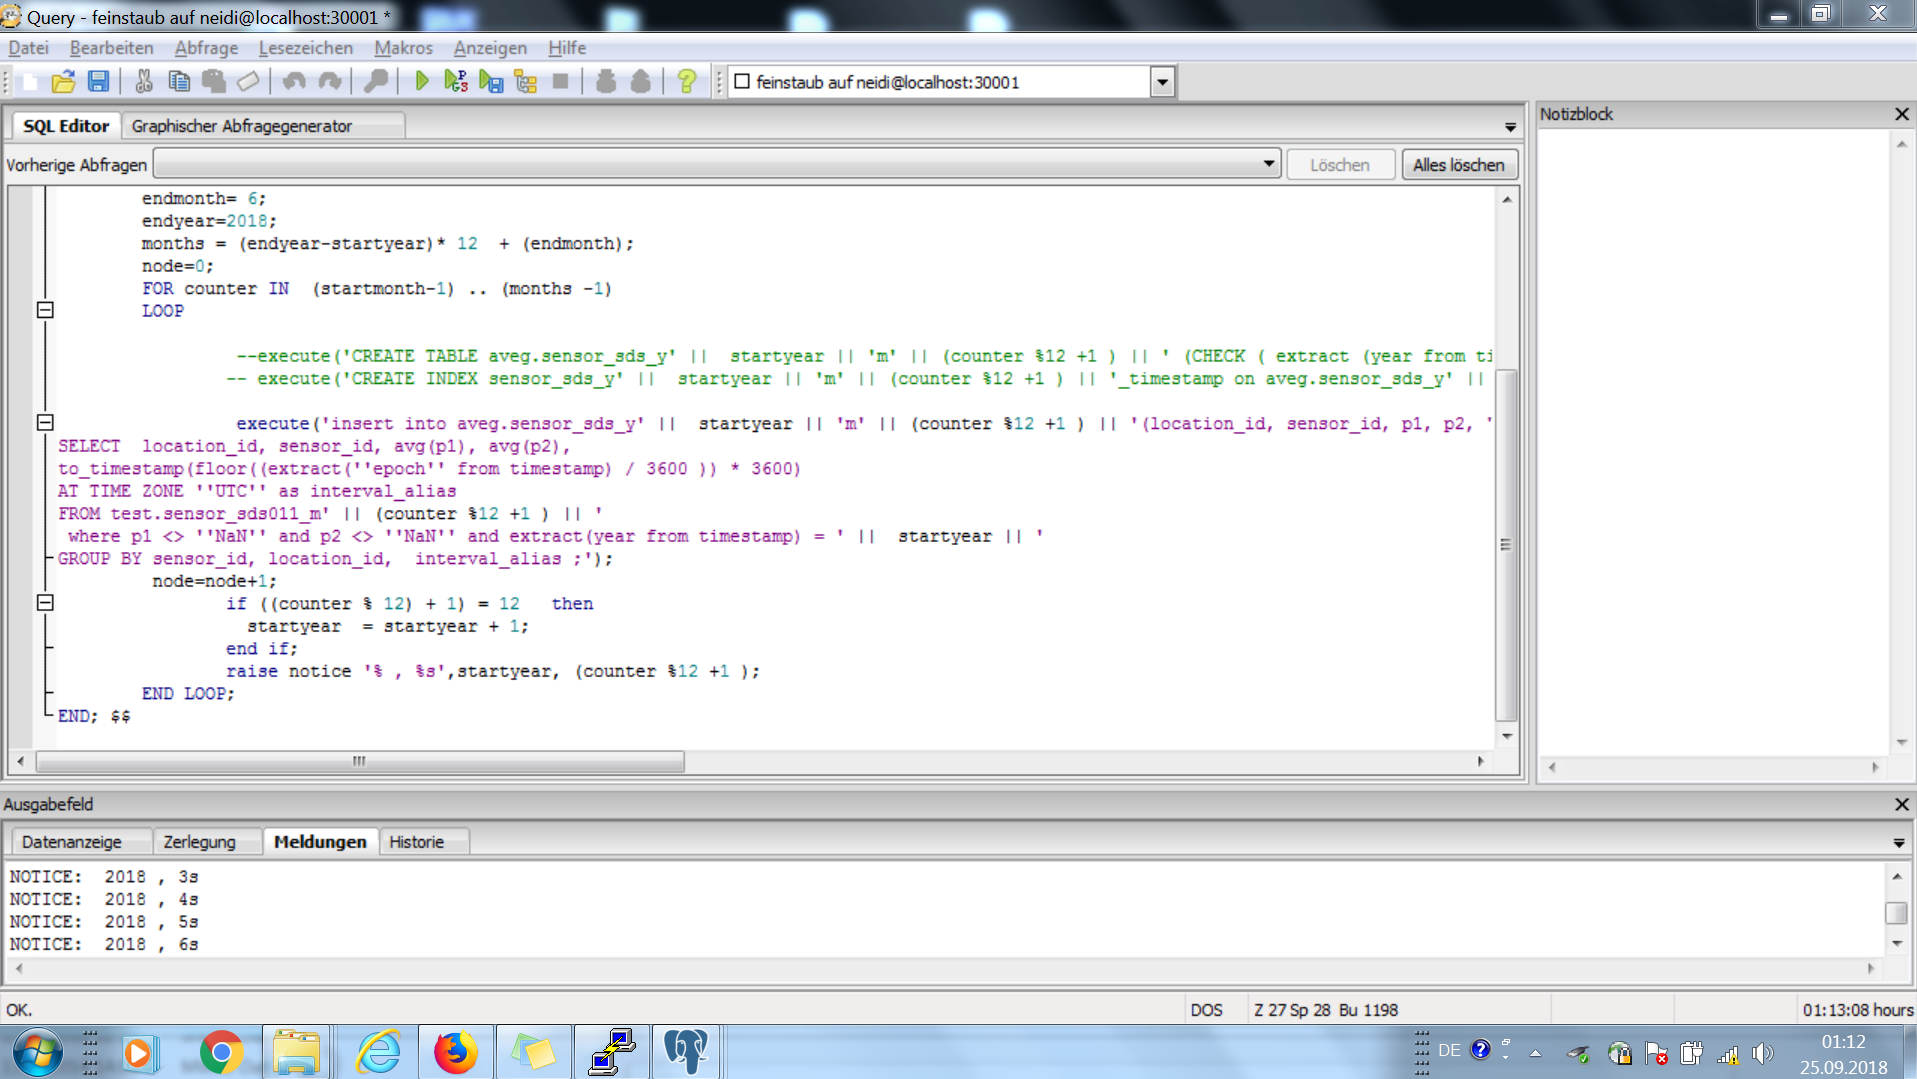 Query - feinstaub auf neidi@localhost:30001 *
Datei Bearbeiten Abfrage Lesezeichen Makros Anzeigen Hilfe
feinstaub auf neidi@localhost:30001
SQL Editor Graphischer Abfragegenerator
Notizblock
Vorherige Abfragen Löschen Alles löschen
endmonth= 6;
endyear=2018;
months = (endyear-startyear)* 12  + (endmonth);
node=0;
FOR counter IN  (startmonth-1) .. (months -1)
LOOP
--execute('CREATE TABLE aveg.sensor_sds_y' ||  startyear || 'm' || (counter %12 +1 ) || ' (CHECK ( extract (year from ti
-- execute('CREATE INDEX sensor_sds_y' ||  startyear || 'm' || (counter %12 +1 ) || '_timestamp on aveg.sensor_sds_y' ||
execute('insert into aveg.sensor_sds_y' ||  startyear || 'm' || (counter %12 +1 ) || '(location_id, sensor_id, p1, p2, '
SELECT  location_id, sensor_id, avg(p1), avg(p2),
to_timestamp(floor((extract(''epoch'' from timestamp) / 3600 )) * 3600)
AT TIME ZONE ''UTC'' as interval_alias
FROM test.sensor_sds011_m' || (counter %12 +1 ) || '
where p1 <> ''NaN'' and p2 <> ''NaN'' and extract(year from timestamp) = ' ||  startyear || '
GROUP BY sensor_id, location_id,  interval_alias ;');
node=node+1;
if ((counter % 12) + 1) = 12   then
startyear  = startyear + 1;
end if;
raise notice '% , %s',startyear, (counter %12 +1 );
END LOOP;
END; $$
Ausgabefeld
Datenanzeige Zerlegung Meldungen Historie
NOTICE:  2018 , 3s
NOTICE:  2018 , 4s
NOTICE:  2018 , 5s
NOTICE:  2018 , 6s
OK. DOS Z 27 Sp 28 Bu 1198 01:13:08 hours
DE 01:12
25.09.2018